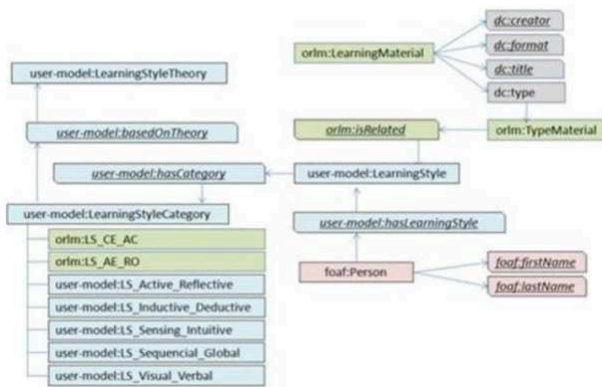 dc:creator
dc:format
dc:title
dc:type
orlm:LearningMaterial
user-model:LearningStyleTheory
user-model:basedOnTheory
orlm:isRelated
orlm:TypeMaterial
user-model:hasCategory
user-model:LearningStyle
user-model:LearningStyleCategory
user-model:hasLearningStyle
orlm:LS_CE_AC
orlm:LS_AE_RO
user-model:LS_Active_Reflective
user-model:LS_Inductive_Deductive
user-model:LS_Sensing_Intuitive
user-model:LS_Sequencial_Global
user-model:LS_Visual_Verbal
foaf:Person
foaf:firstName
foaf:lastName